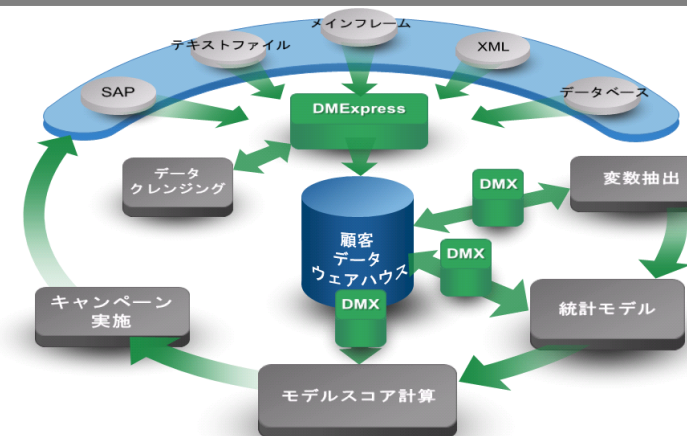 メインフレーム
テキストファイル
XML
SAP
データベース
DMExpress
データ
クレンジング
DMX
変数抽出
顧客
データ
ウェアハウス
DMX
DMX
キャンペーン
実施
統計モデル
モデルスコア計算